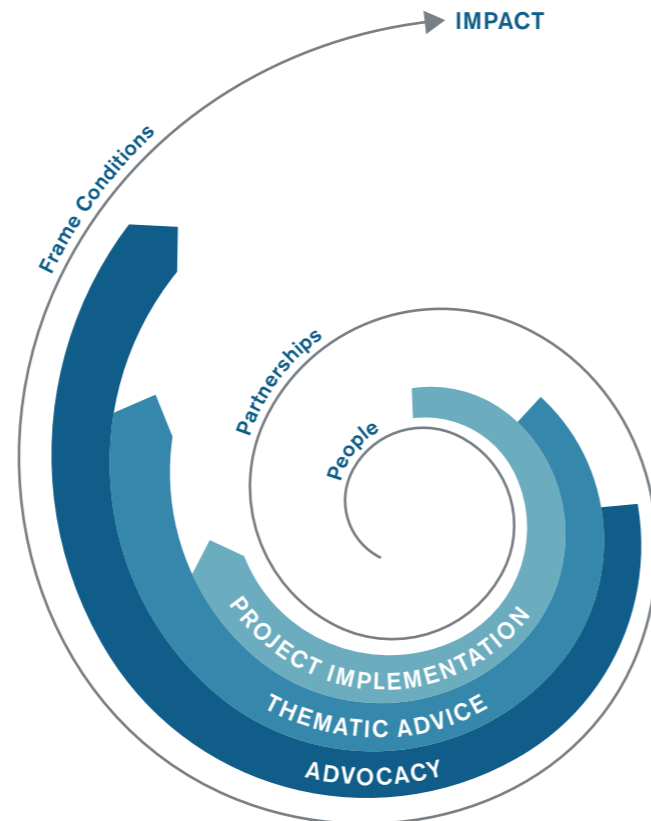 IMPACT
Frame Conditions
Partnerships
People
PROJECT IMPLEMENTATION
THEMATIC ADVICE
ADVOCACY